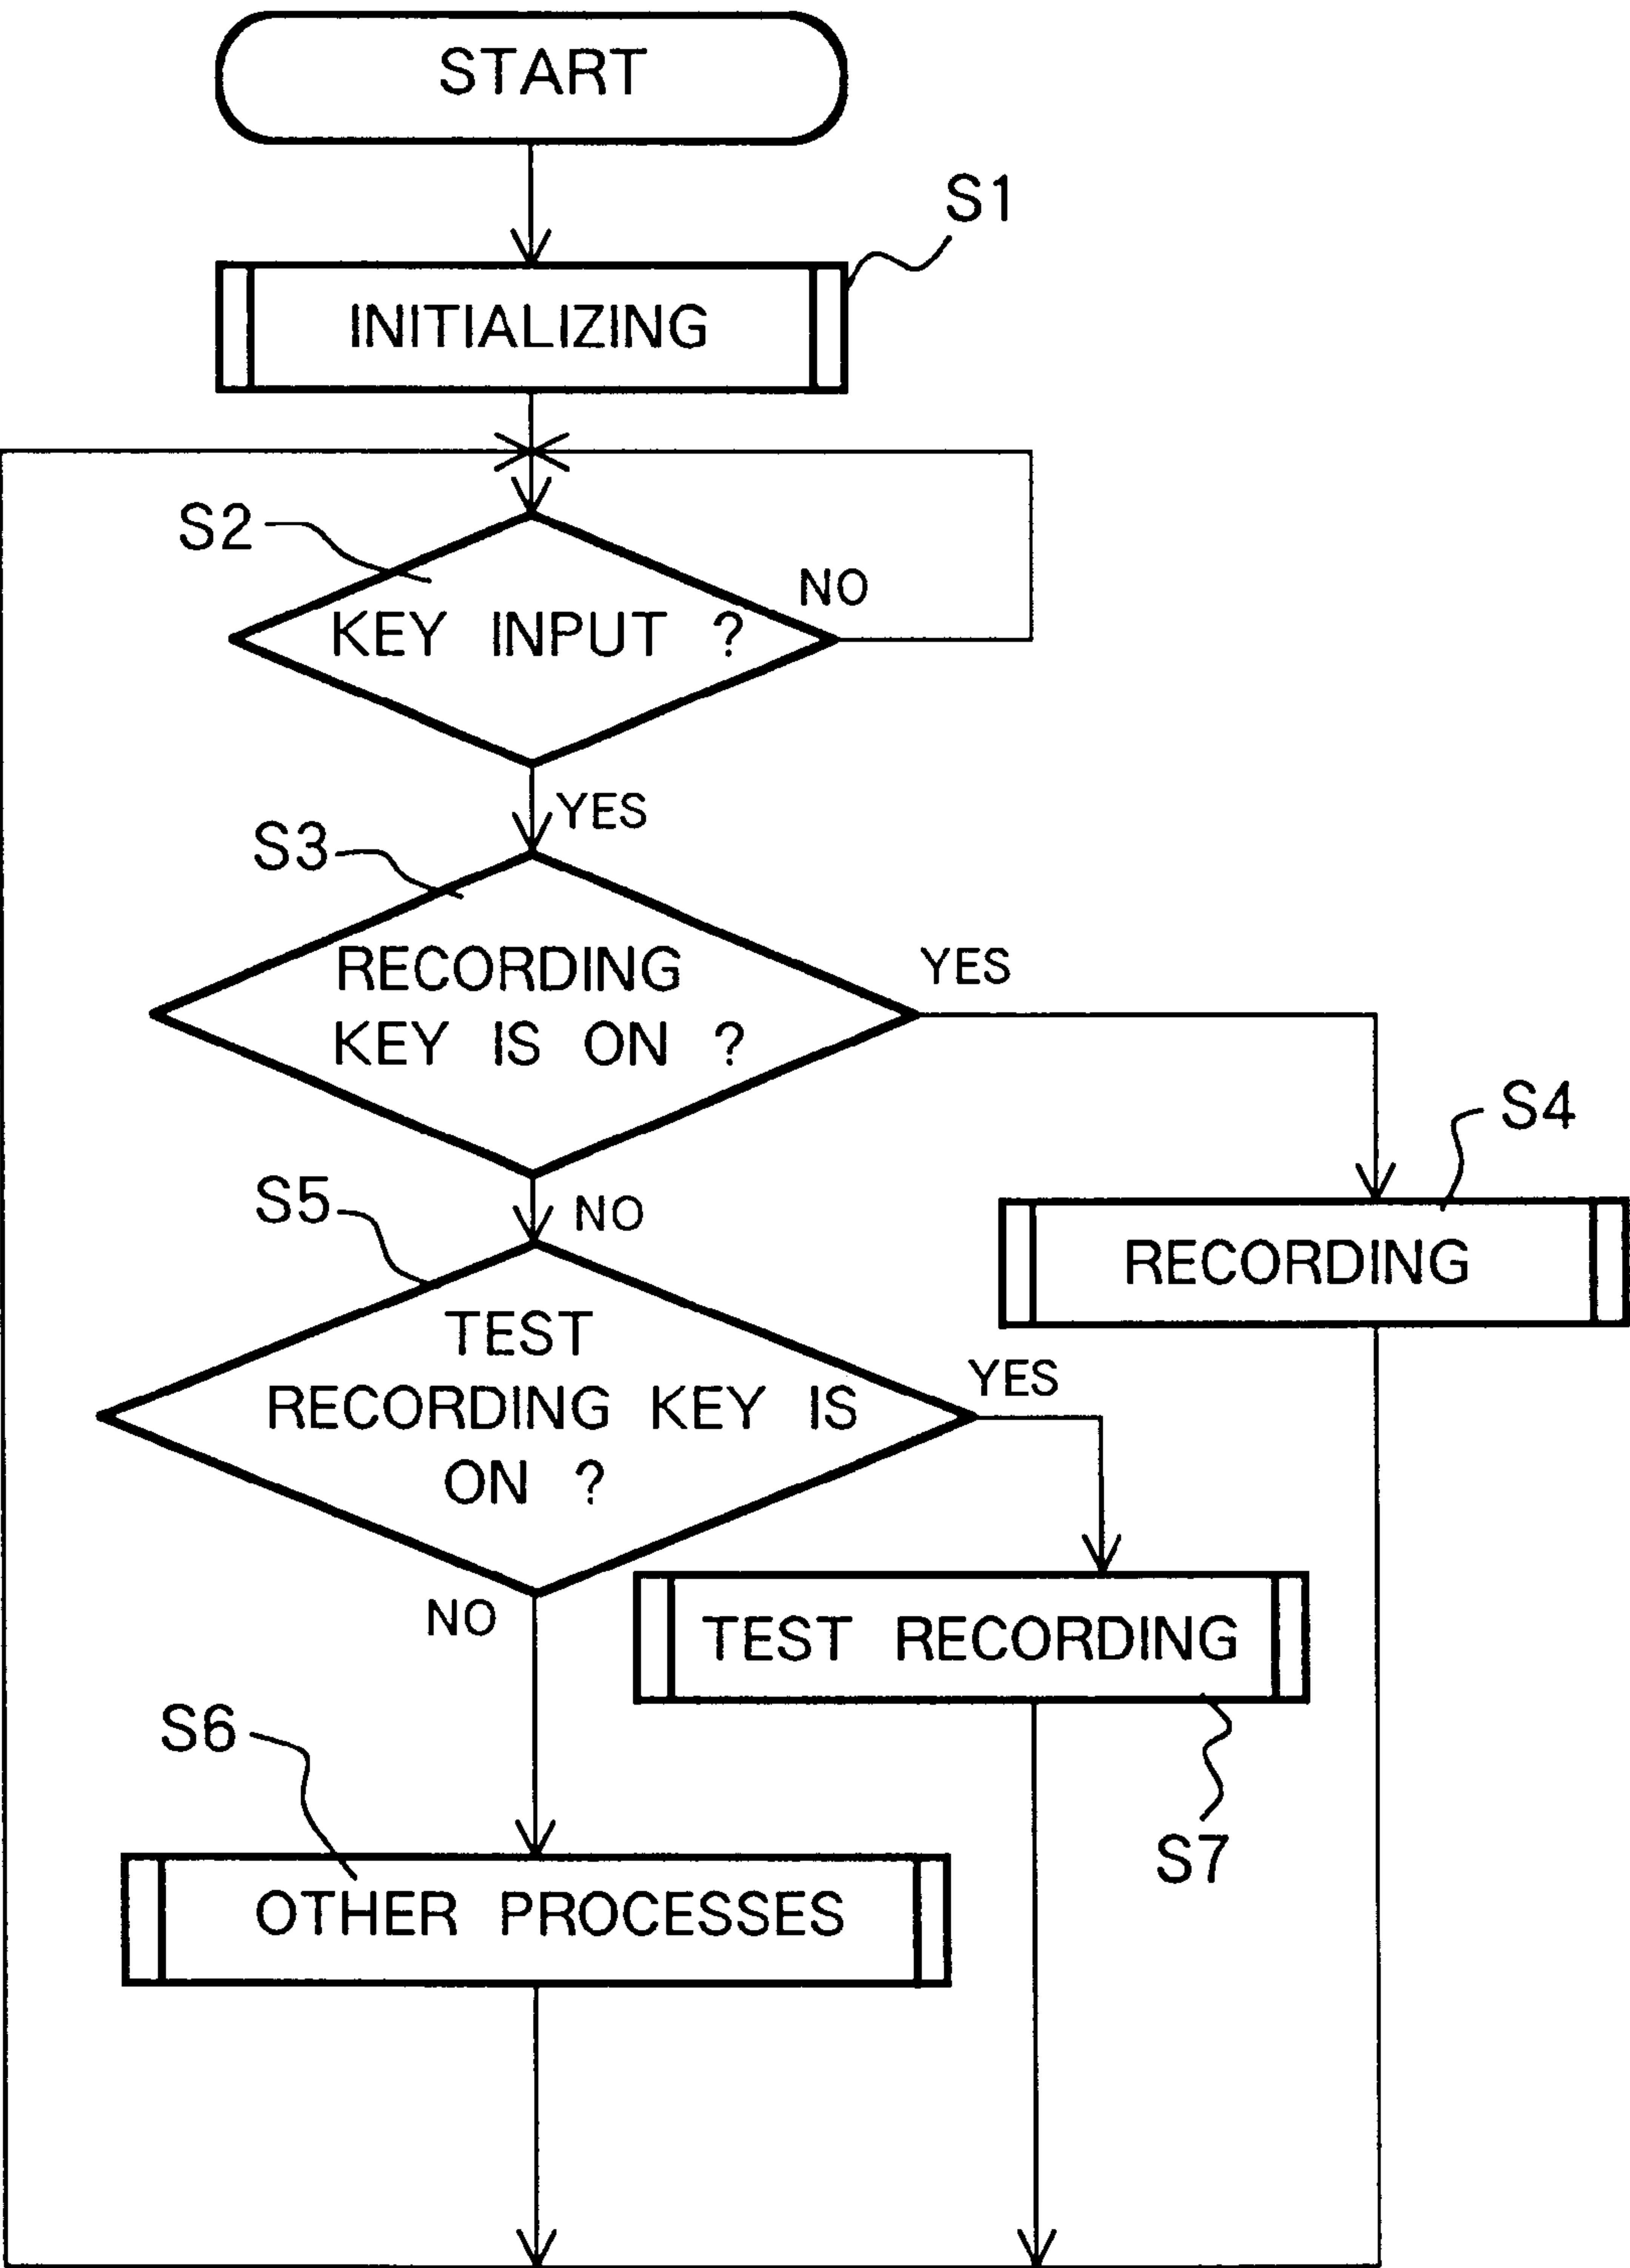 START
S1
INITIALIZING
S2
NO
KEY INPUT ?
YES
S3
RECORDING
KEY IS ON ?
YES
S4
RECORDING
S5
NO
TEST
RECORDING KEY IS
ON ?
YES
NO
TEST RECORDING
S6
S7
OTHER PROCESSES